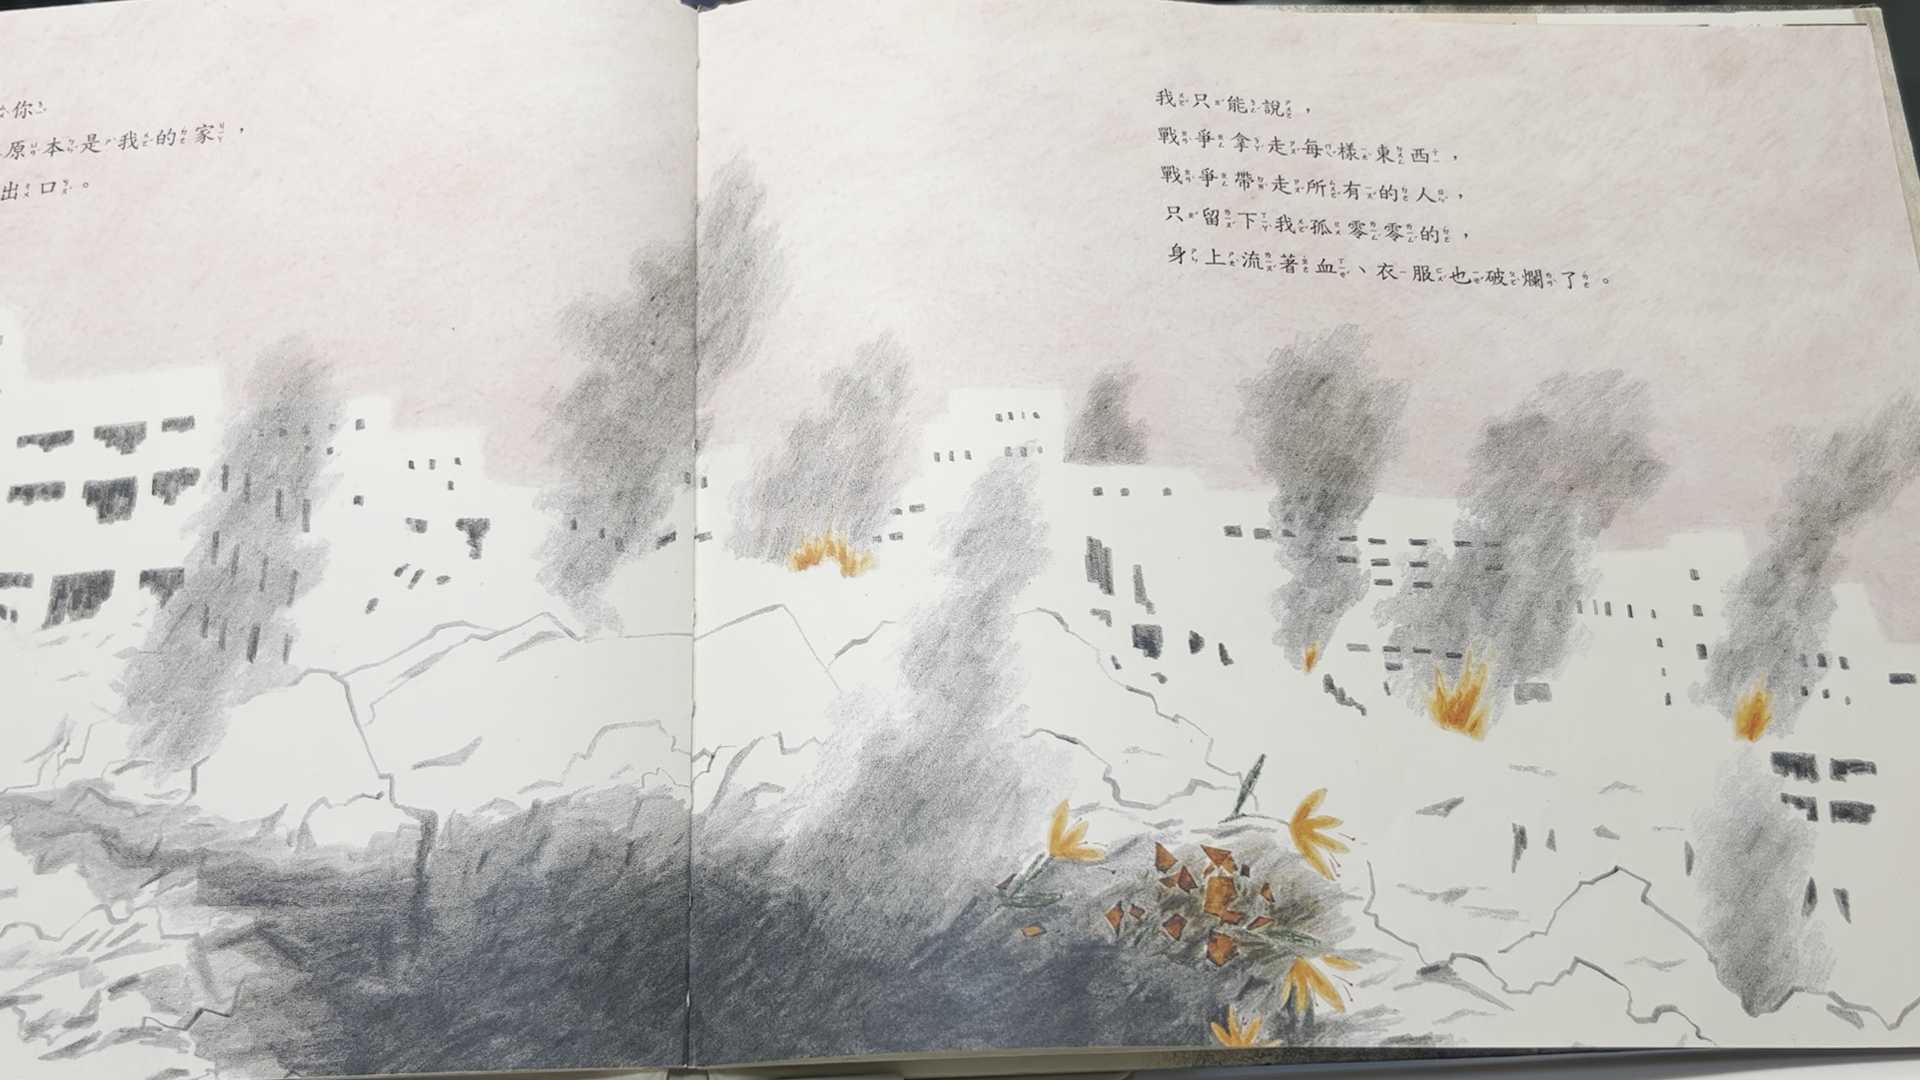 你
原本是我的家，
出口。
我只能說，
戰爭拿走每樣東西，
戰爭帶走所有的人，
只留下我孤零零的，
身上流著血、衣服也破爛了。